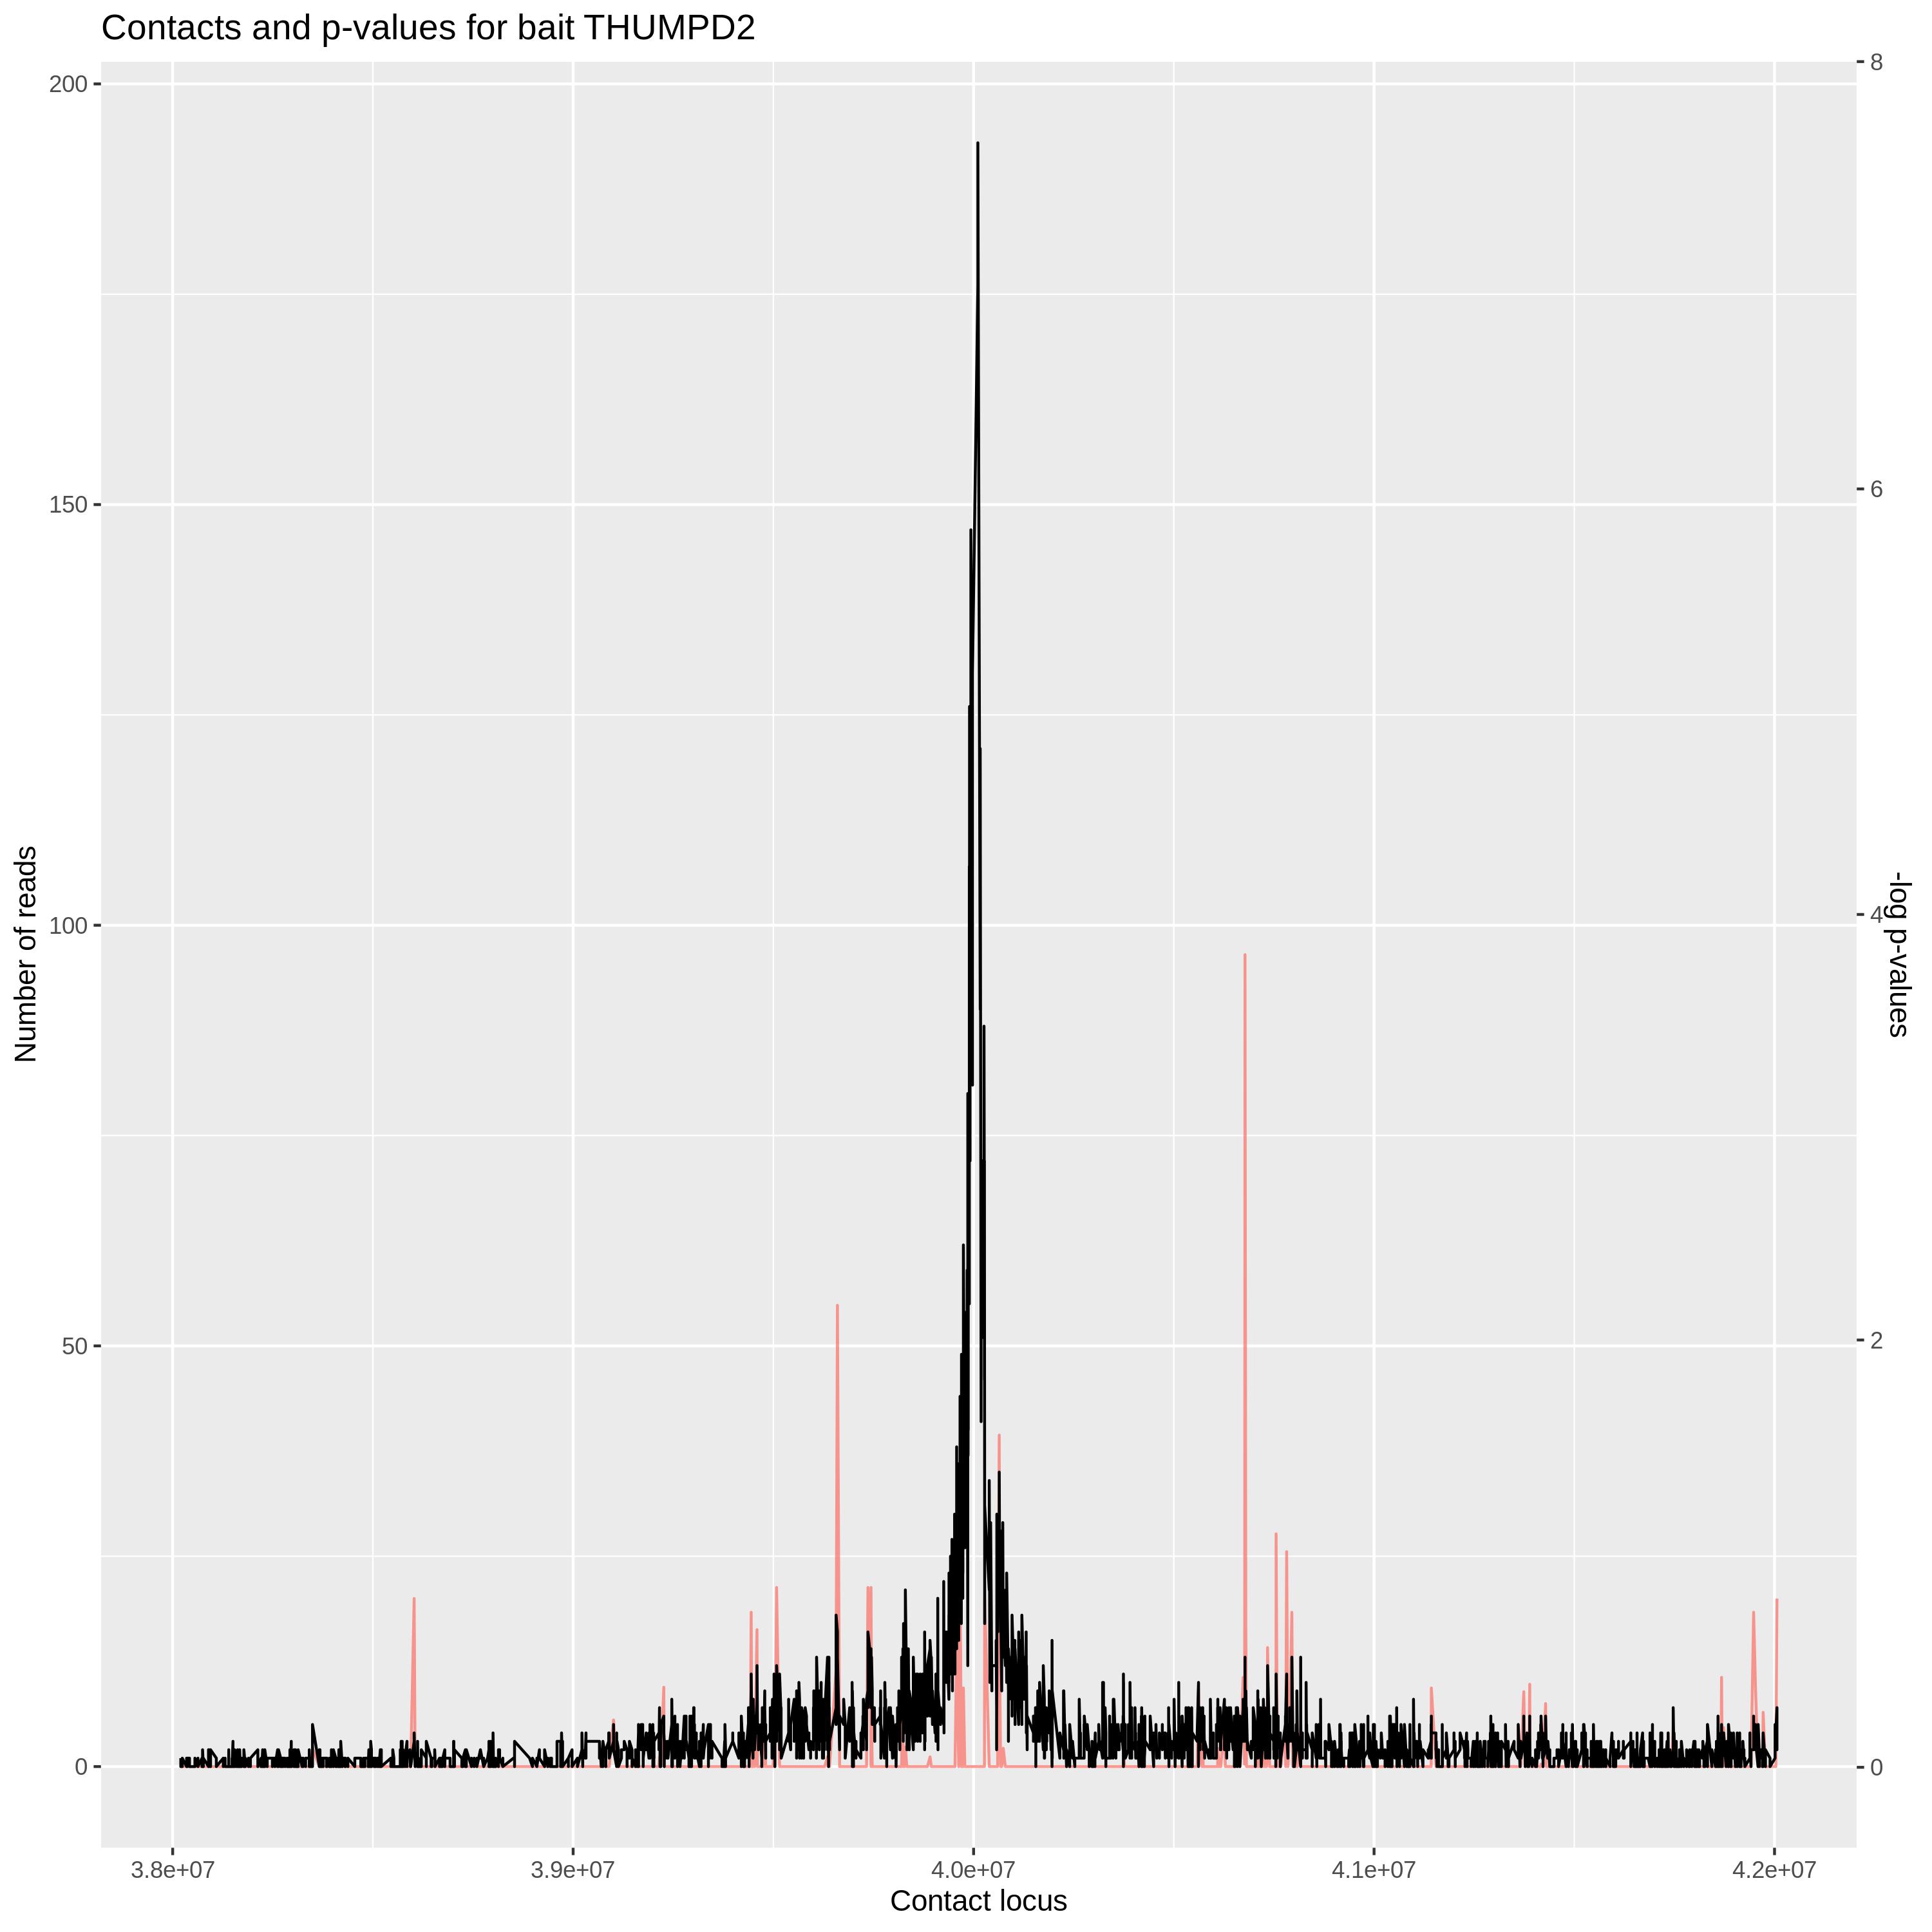 Contacts and p-values for bait THUMPD2
200
150
100
50
0
8
6
4
2
0
Number of reads
-log p-values
3.8e+07 3.9e+07 4.0e+07 4.1e+07 4.2e+07
Contact locus